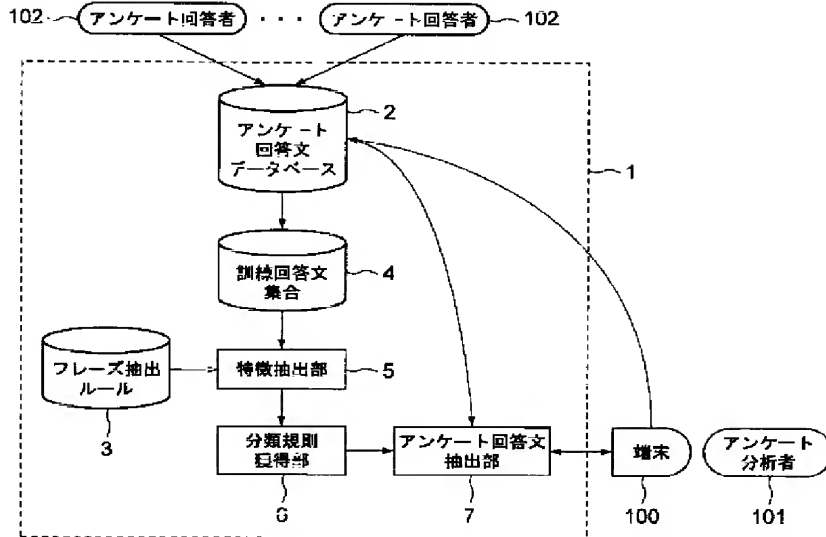 102 アンケート回答者 ・・・ アンケート回答者 102
2
アンケート
回答文
データベース
1
4
訓練回答文
集合
フレーズ抽出
ルール
3
特徴抽出部 5
分類規則
獲得部
6
アンケート回答文
抽出部
7
端末
100
アンケート
分析者
101